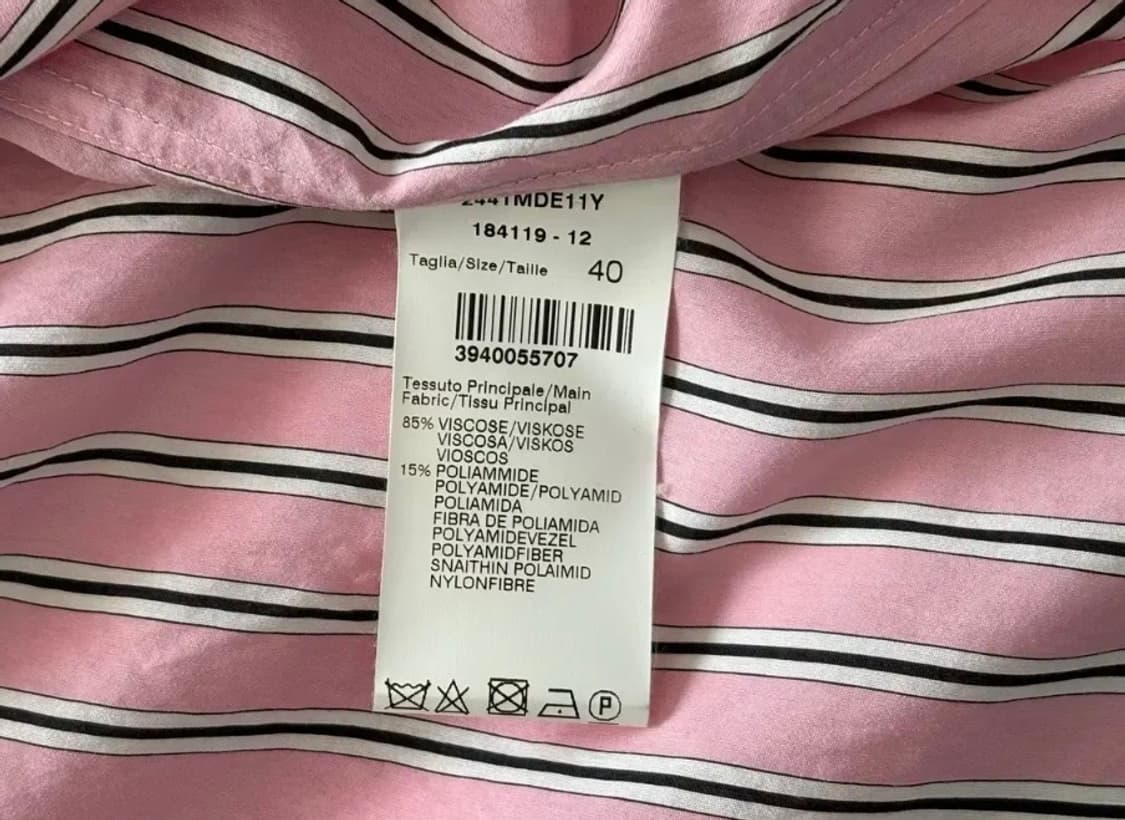 2441MDE11Y
184119 - 12
Taglia/Size/Taille 40
3940055707
Tessuto Principale/Main
Fabric/Tissu Principal
85% VISCOSE/VISKOSE
VISCOSA/VISKOS
VIOSCOS
15% POLIAMMIDE
POLYAMIDE/POLYAMID
POLIAMIDA
FIBRA DE POLIAMIDA
POLYAMIDEVEZEL
POLYAMIDFIBER
SNAITHIN POLAIMID
NYLONFIBRE
P